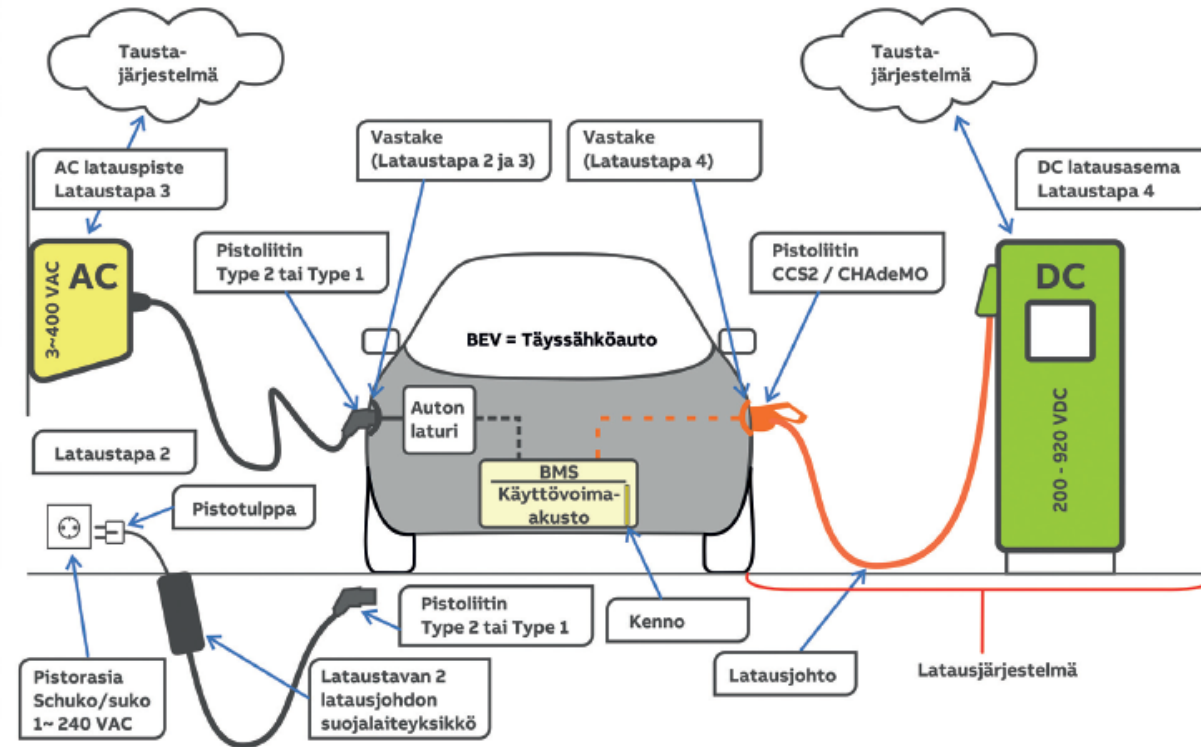 Tausta-
järjestelmä
Tausta-
järjestelmä
AC latauspiste
Lataustapa 3
Vastake
(Lataustapa 2 ja 3)
Vastake
(Lataustapa 4)
DC latausasema
Lataustapa 4
Pistoliitin
Type 2 tai Type 1
Pistoliitin
CCS2 / CHAdeMO
AC
3~400 VAC
DC
200 - 920 VDC
BEV = Täyssähköauto
Auton
laturi
BMS
Käyttövoima-
akusto
Lataustapa 2
Pistotulppa
Pistoliitin
Type 2 tai Type 1
Kenno
Latausjohto
Latausjärjestelmä
Pistorasia
Schuko/suko
1~ 240 VAC
Lataustavan 2
latausjohdon
suojalaiteyksikkö